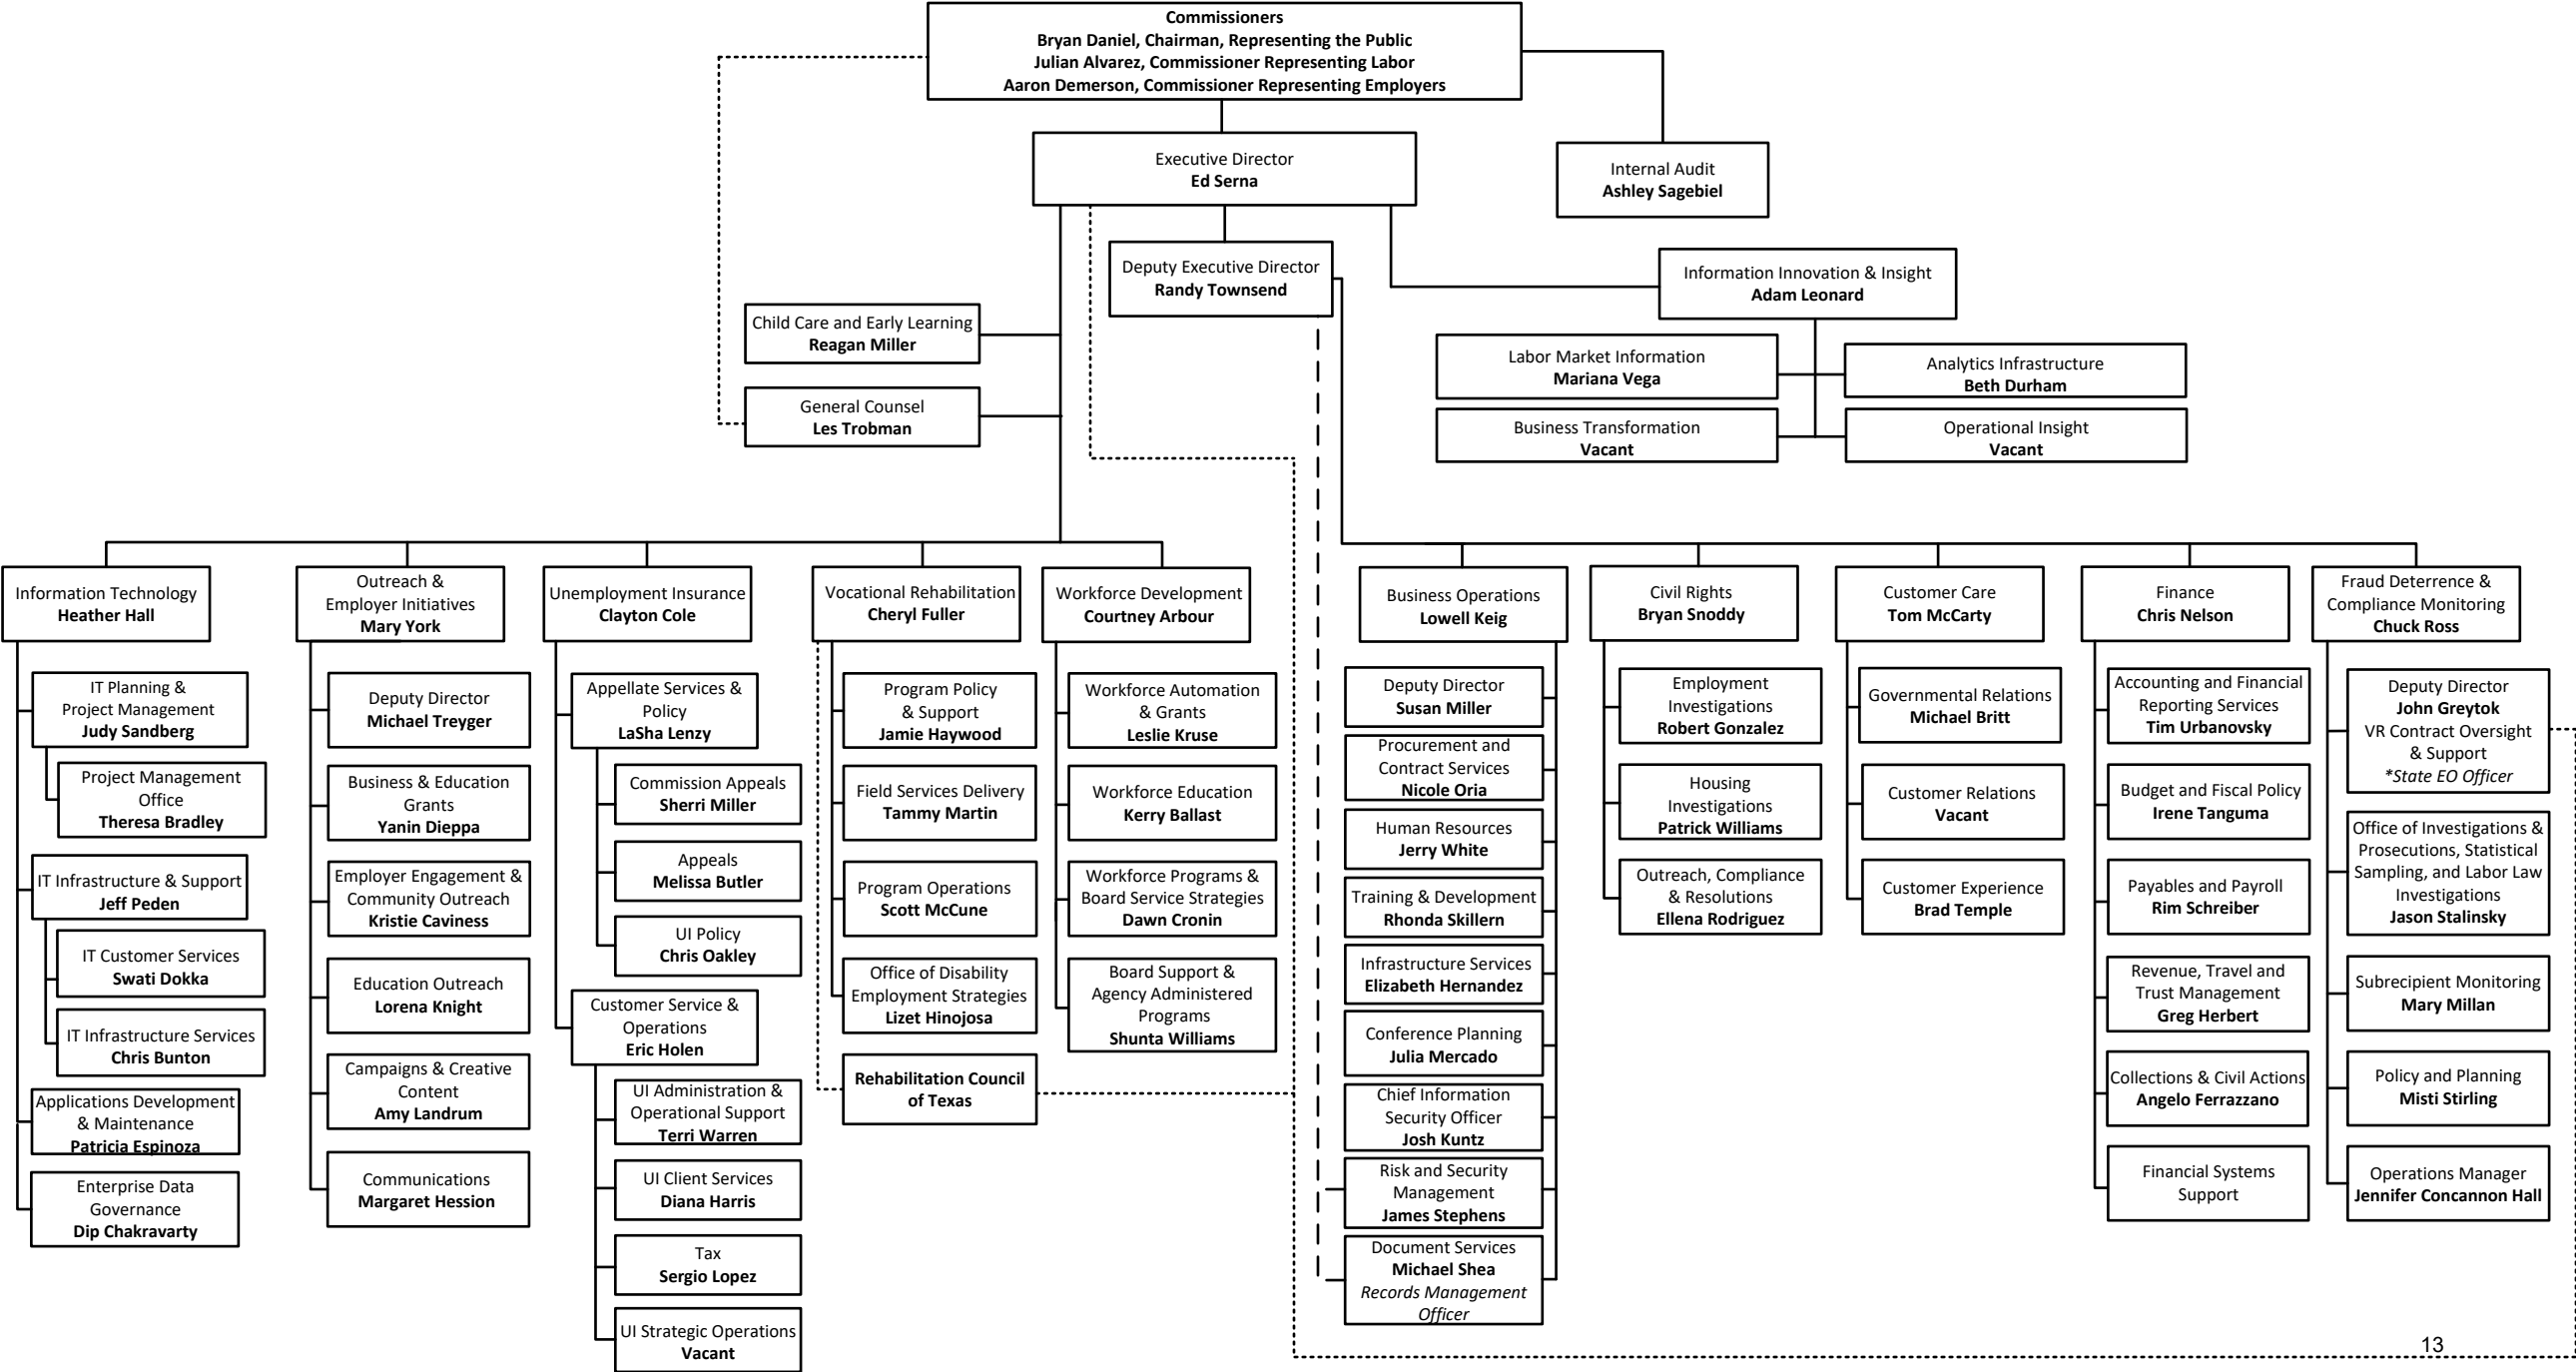 Commissioners
Bryan Daniel, Chairman, Representing the Public
Julian Alvarez, Commissioner Representing Labor
Aaron Demerson, Commissioner Representing Employers
Executive Director
Ed Serna
Internal Audit
Ashley Sagebiel
Deputy Executive Director
Randy Townsend
Information Innovation & Insight
Adam Leonard
Child Care and Early Learning
Reagan Miller
General Counsel
Les Trobman
Labor Market Information
Mariana Vega
Analytics Infrastructure
Beth Durham
Business Transformation
Vacant
Operational Insight
Vacant
Information Technology
Heather Hall
IT Planning &
Project Management
Judy Sandberg
Project Management
Office
Theresa Bradley
IT Infrastructure & Support
Jeff Peden
IT Customer Services
Swati Dokka
IT Infrastructure Services
Chris Bunton
Applications Development
& Maintenance
Patricia Espinoza
Enterprise Data
Governance
Dip Chakravarty
Outreach &
Employer Initiatives
Mary York
Deputy Director
Michael Treyger
Business & Education
Grants
Yanin Dieppa
Employer Engagement &
Community Outreach
Kristie Caviness
Education Outreach
Lorena Knight
Campaigns & Creative
Content
Amy Landrum
Communications
Margaret Hession
Unemployment Insurance
Clayton Cole
Appellate Services &
Policy
LaSha Lenzy
Commission Appeals
Sherri Miller
Appeals
Melissa Butler
UI Policy
Chris Oakley
Customer Service &
Operations
Eric Holen
UI Administration &
Operational Support
Terri Warren
UI Client Services
Diana Harris
Tax
Sergio Lopez
UI Strategic Operations
Vacant
Vocational Rehabilitation
Cheryl Fuller
Program Policy
& Support
Jamie Haywood
Field Services Delivery
Tammy Martin
Program Operations
Scott McCune
Office of Disability
Employment Strategies
Lizet Hinojosa
Rehabilitation Council
of Texas
Workforce Development
Courtney Arbour
Workforce Automation
& Grants
Leslie Kruse
Workforce Education
Kerry Ballast
Workforce Programs &
Board Service Strategies
Dawn Cronin
Board Support &
Agency Administered
Programs
Shunta Williams
Business Operations
Lowell Keig
Deputy Director
Susan Miller
Procurement and
Contract Services
Nicole Oria
Human Resources
Jerry White
Training & Development
Rhonda Skillern
Infrastructure Services
Elizabeth Hernandez
Conference Planning
Julia Mercado
Chief Information
Security Officer
Josh Kuntz
Risk and Security
Management
James Stephens
Document Services
Michael Shea
Records Management
Officer
Civil Rights
Bryan Snoddy
Employment
Investigations
Robert Gonzalez
Housing
Investigations
Patrick Williams
Outreach, Compliance
& Resolutions
Ellena Rodriguez
Customer Care
Tom McCarty
Governmental Relations
Michael Britt
Customer Relations
Vacant
Customer Experience
Brad Temple
Finance
Chris Nelson
Accounting and Financial
Reporting Services
Tim Urbanovsky
Budget and Fiscal Policy
Irene Tanguma
Payables and Payroll
Rim Schreiber
Revenue, Travel and
Trust Management
Greg Herbert
Collections & Civil Actions
Angelo Ferrazzano
Financial Systems
Support
Fraud Deterrence &
Compliance Monitoring
Chuck Ross
Deputy Director
John Greytok
VR Contract Oversight
& Support
*State EO Officer
Office of Investigations &
Prosecutions, Statistical
Sampling, and Labor Law
Investigations
Jason Stalinsky
Subrecipient Monitoring
Mary Millan
Policy and Planning
Misti Stirling
Operations Manager
Jennifer Concannon Hall
13